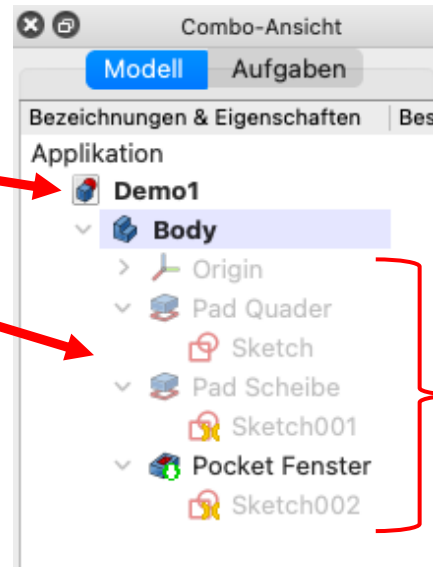 Combo-Ansicht
Modell Aufgaben
Bezeichnungen & Eigenschaften Bes
Applikation
Demo1
Body
Origin
Pad Quader
Sketch
Pad Scheibe
Sketch001
Pocket Fenster
Sketch002